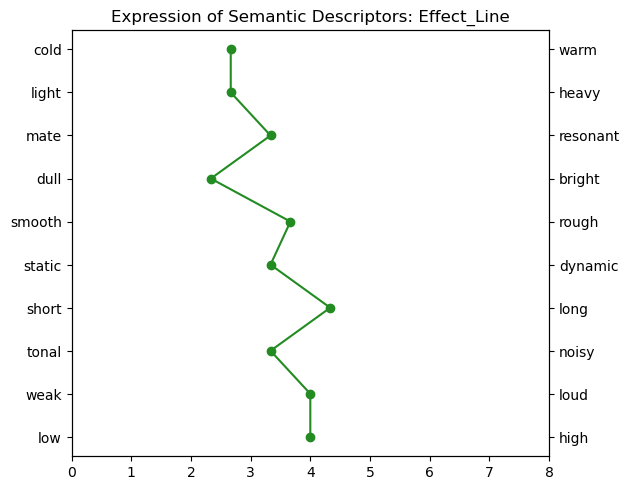 Expression of Semantic Descriptors: Effect_Line
cold warm
light heavy
mate resonant
dull bright
smooth rough
static dynamic
short long
tonal noisy
weak loud
low high
0 1 2 3 4 5 6 7 8